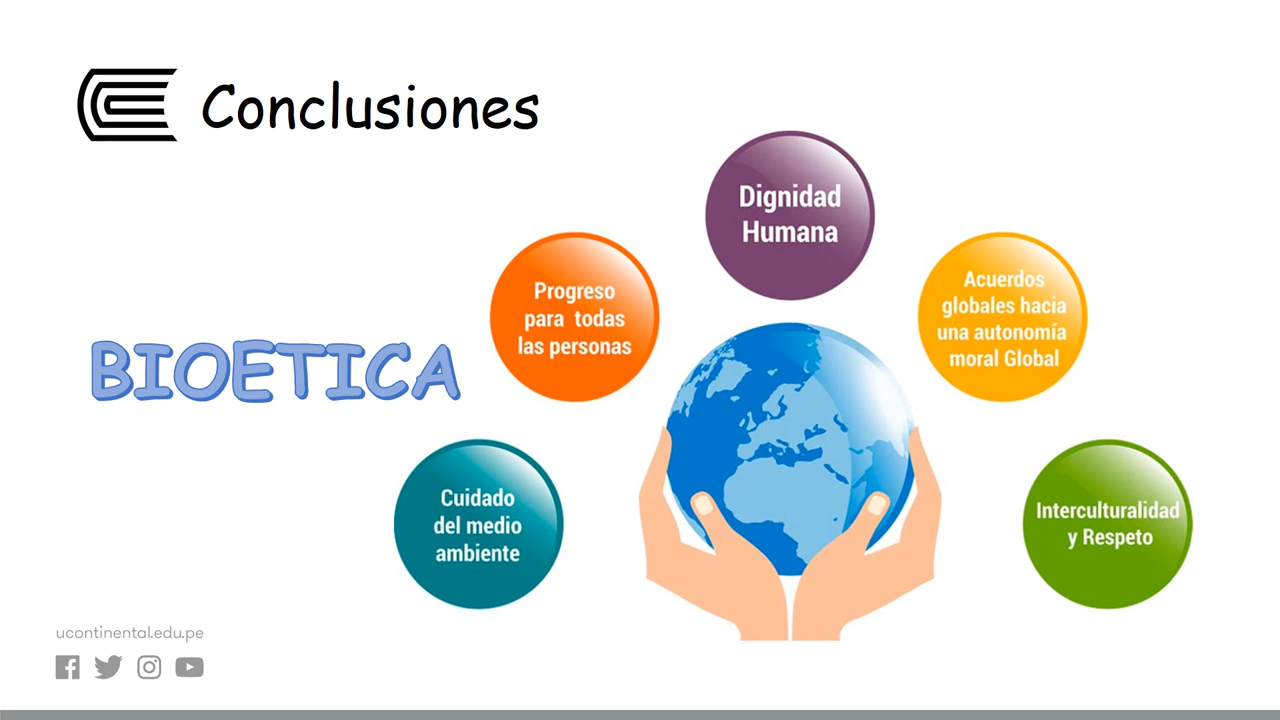 Conclusiones
Dignidad
Humana
Progreso
para todas
las personas
Acuerdos
globales hacia
una autonomía
moral Global
BIOETICA
Cuidado
del medio
ambiente
Interculturalidad
y Respeto
ucontinental.edu.pe